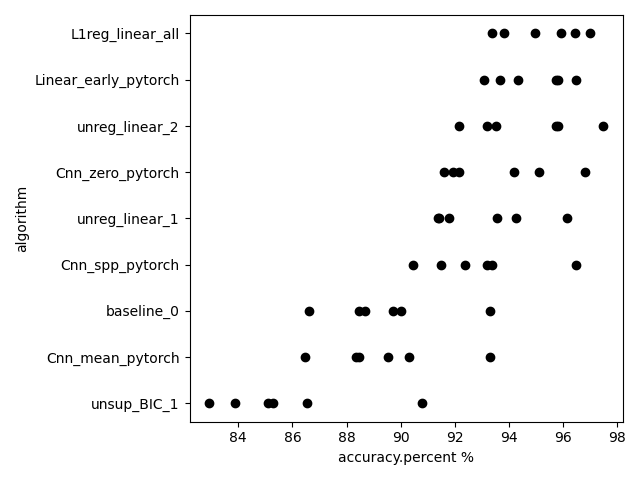 L1reg_linear_all
Linear_early_pytorch
unreg_linear_2
Cnn_zero_pytorch
unreg_linear_1
Cnn_spp_pytorch
baseline_0
Cnn_mean_pytorch
unsup_BIC_1
algorithm
84 86 88 90 92 94 96 98
accuracy.percent %